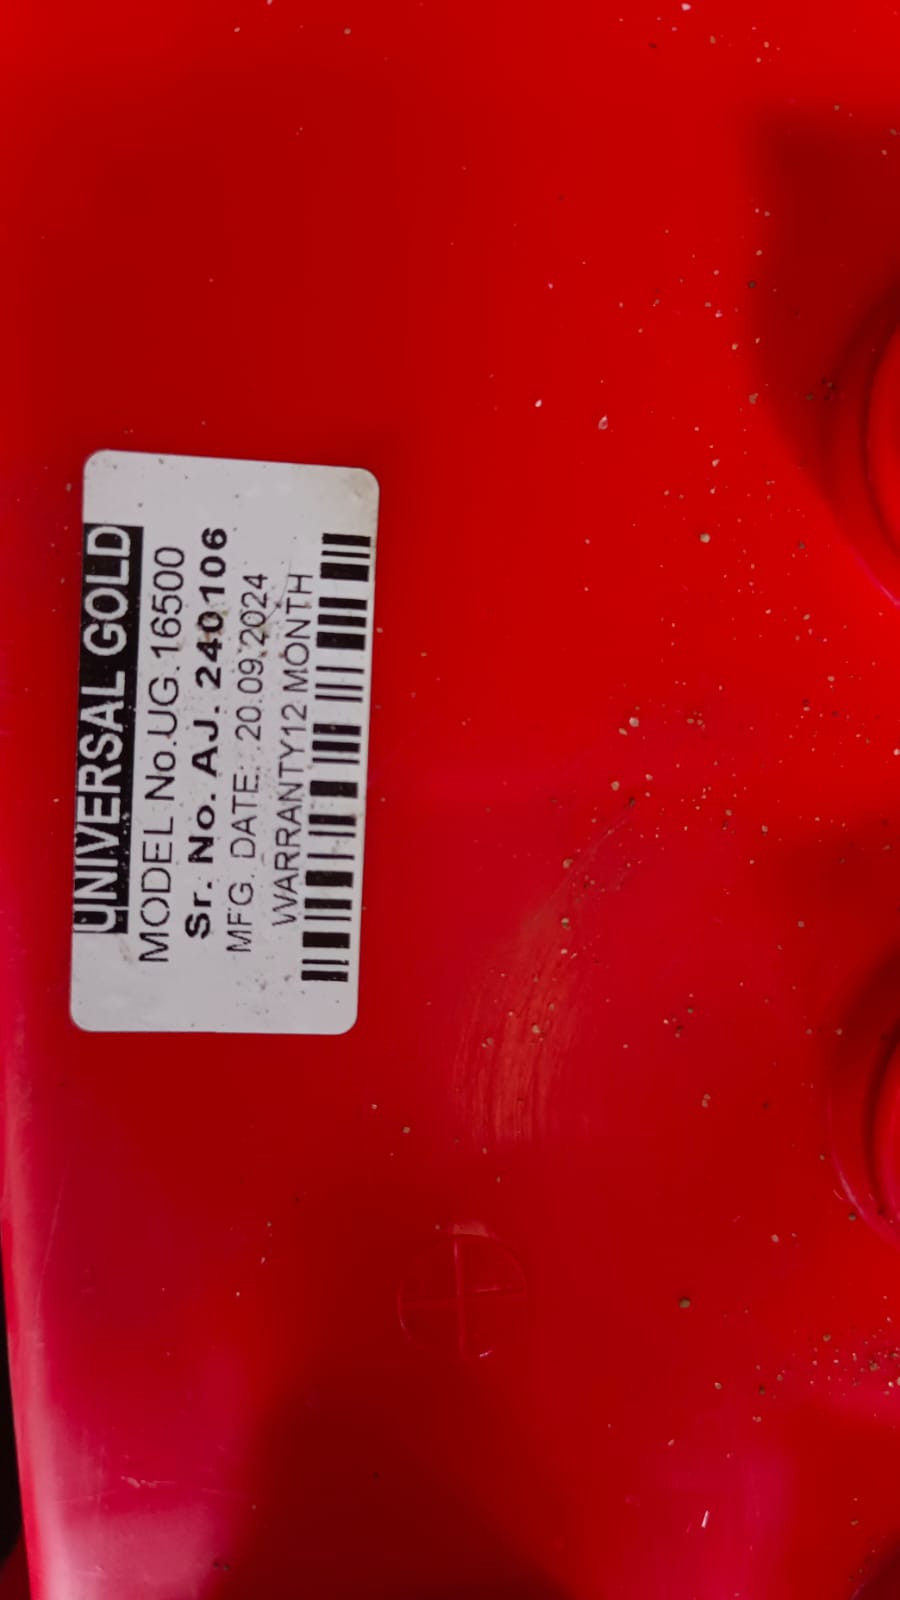 UNIVERSAL GOLD
MODEL No.UG.16500
Sr. No. AJ. 240106
MFG. DATE: .20.09.2024
WARRANTY12 MONTH